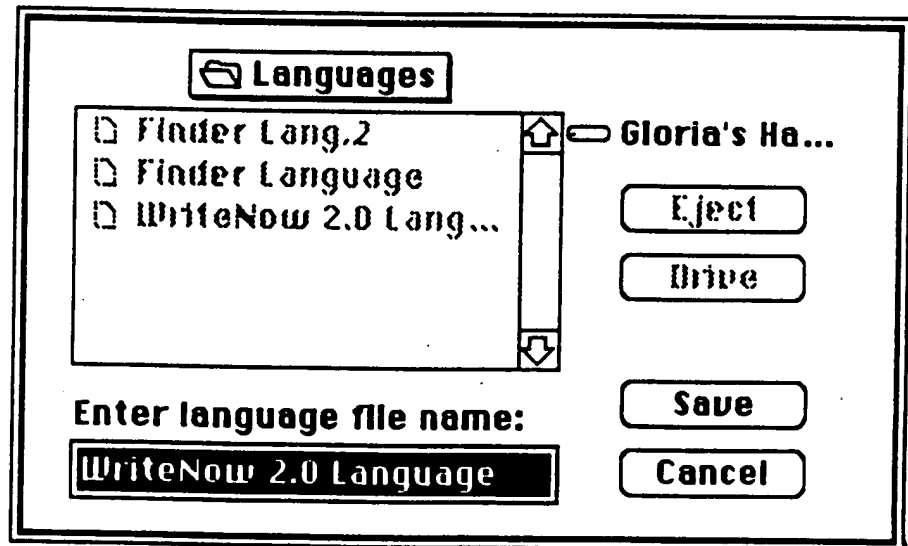 Languages
Finder Lang.2
Finder Language
WriteNow 2.0 Lang...
Gloria's Ha...
Eject
Drive
Enter language file name:
WriteNow 2.0 Language
Save
Cancel